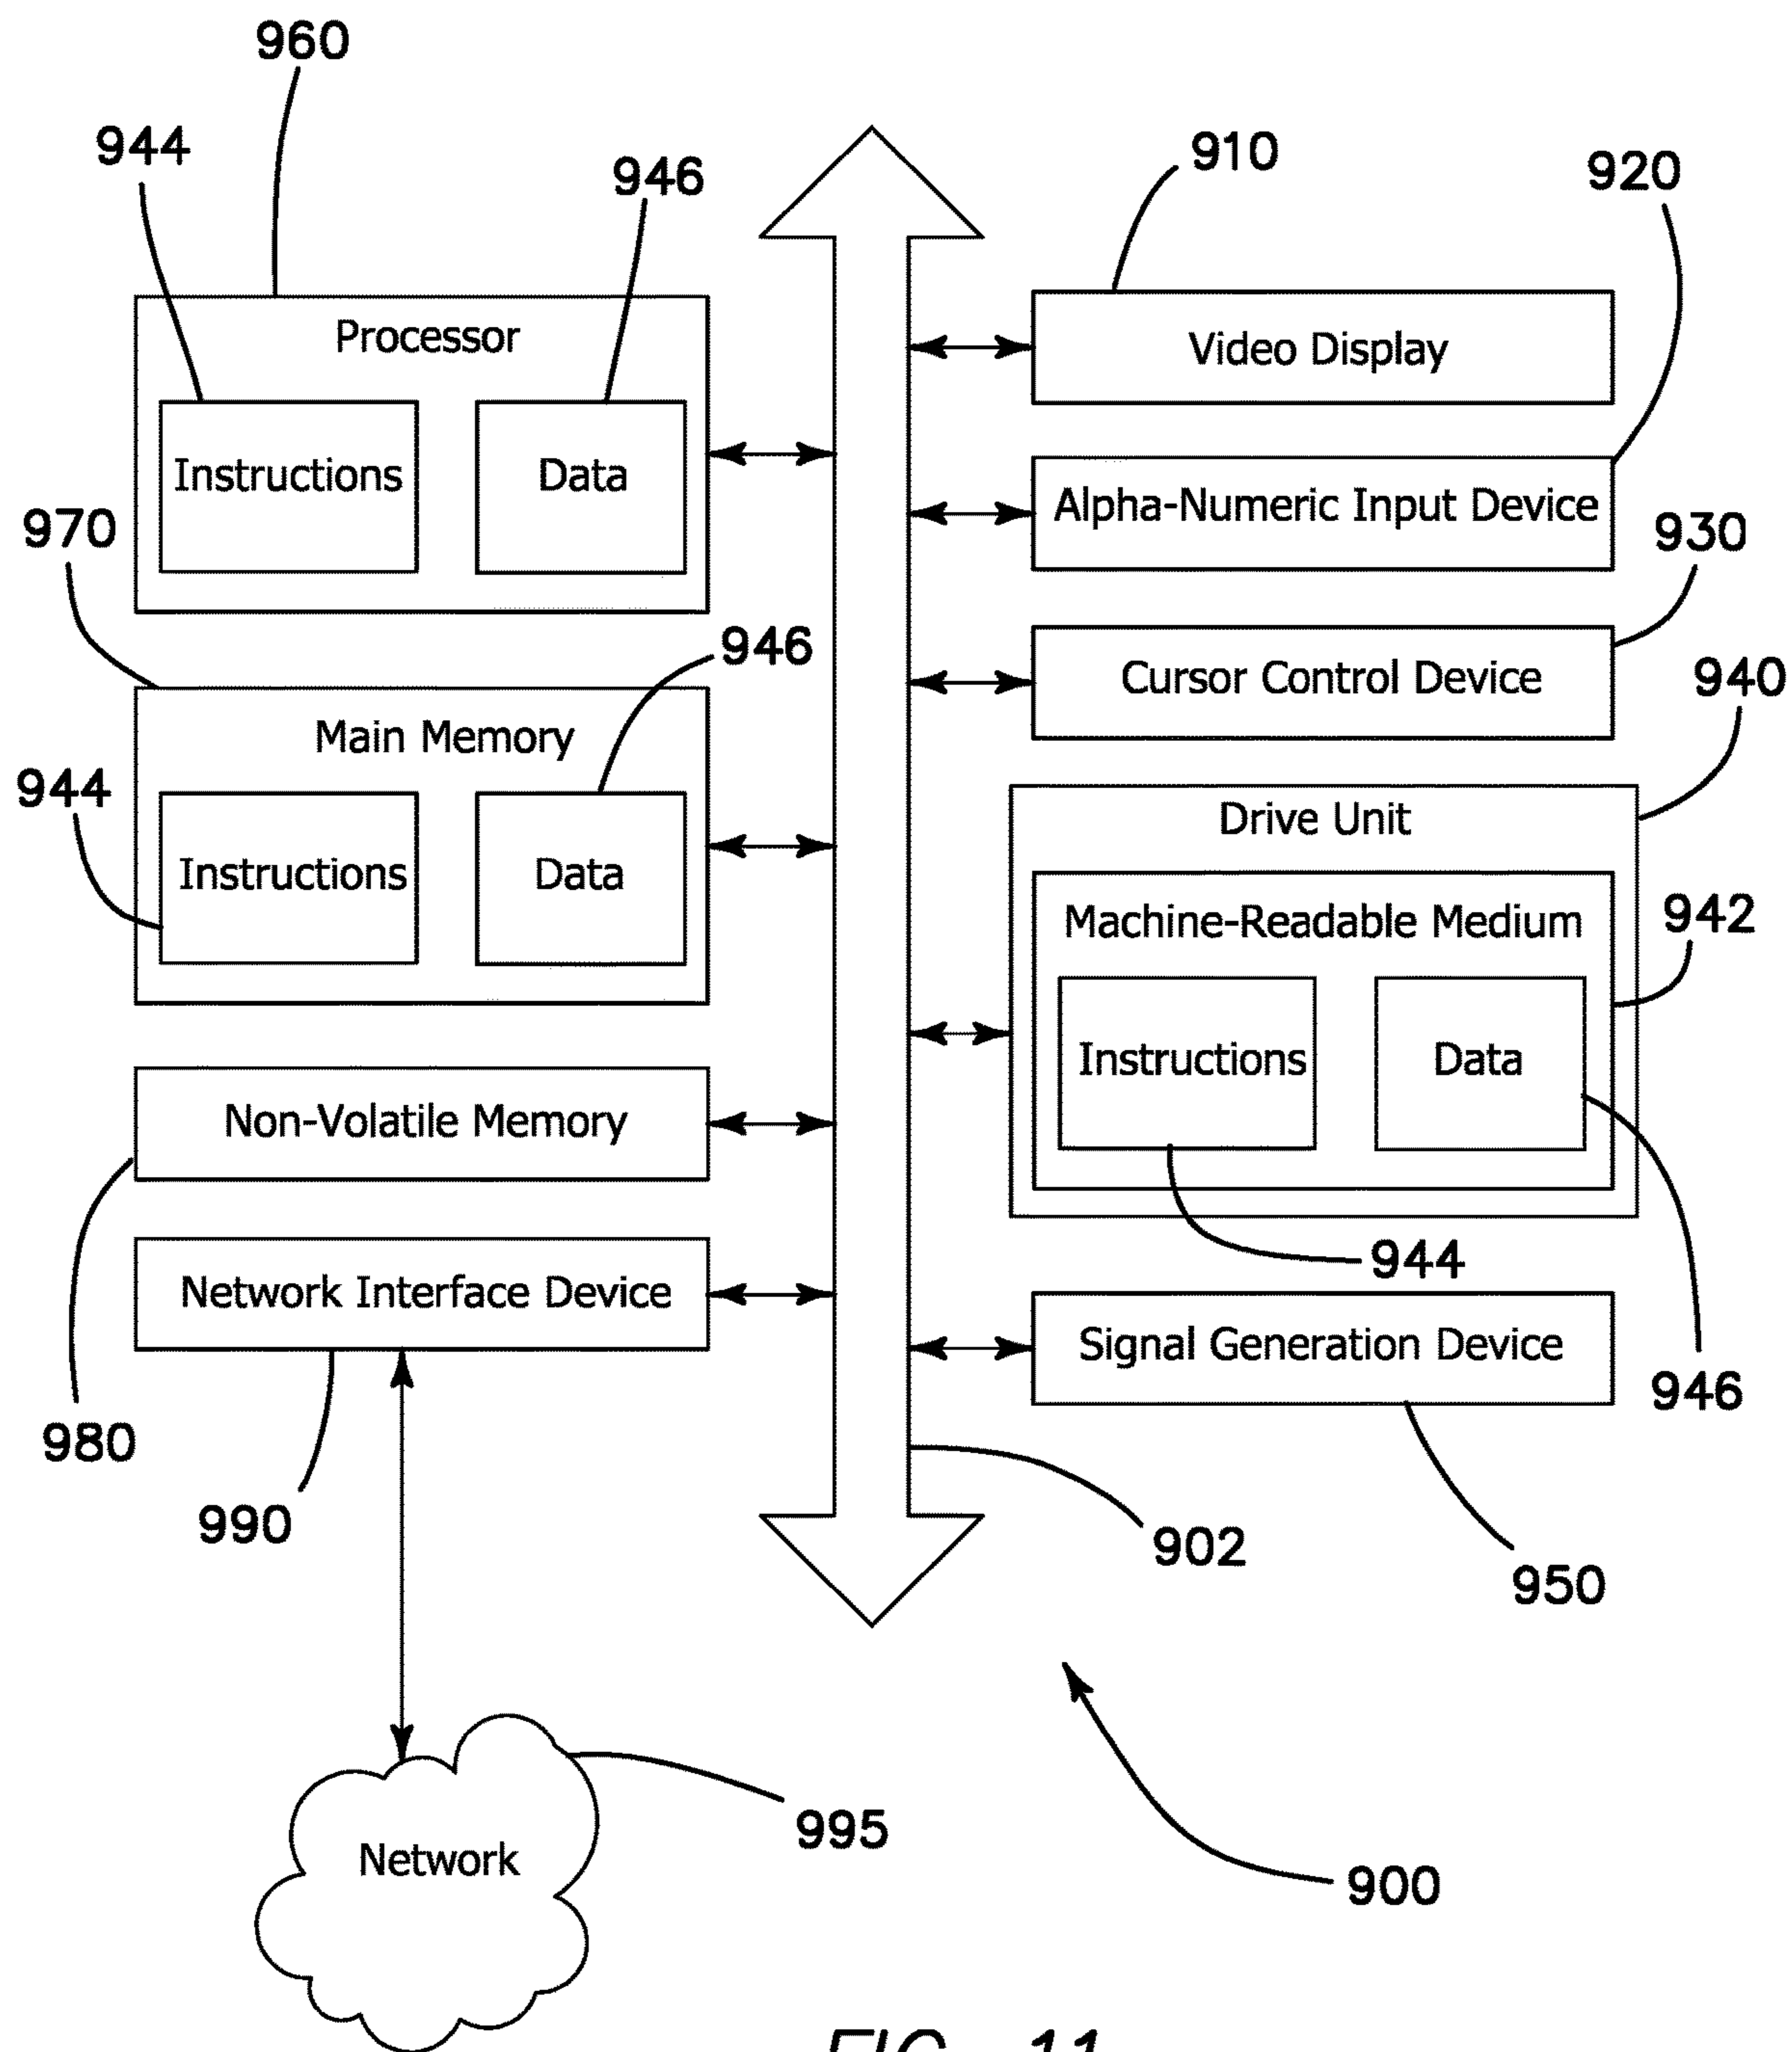 960
944
946
910
920
Processor
Instructions
Data
Video Display
Alpha-Numeric Input Device
970
930
946
Cursor Control Device
940
Main Memory
944
Instructions
Data
Drive Unit
Machine-Readable Medium
942
Instructions
Data
Non-Volatile Memory
944
Network Interface Device
Signal Generation Device
946
980
990
902
950
995
Network
900
FIG. 11